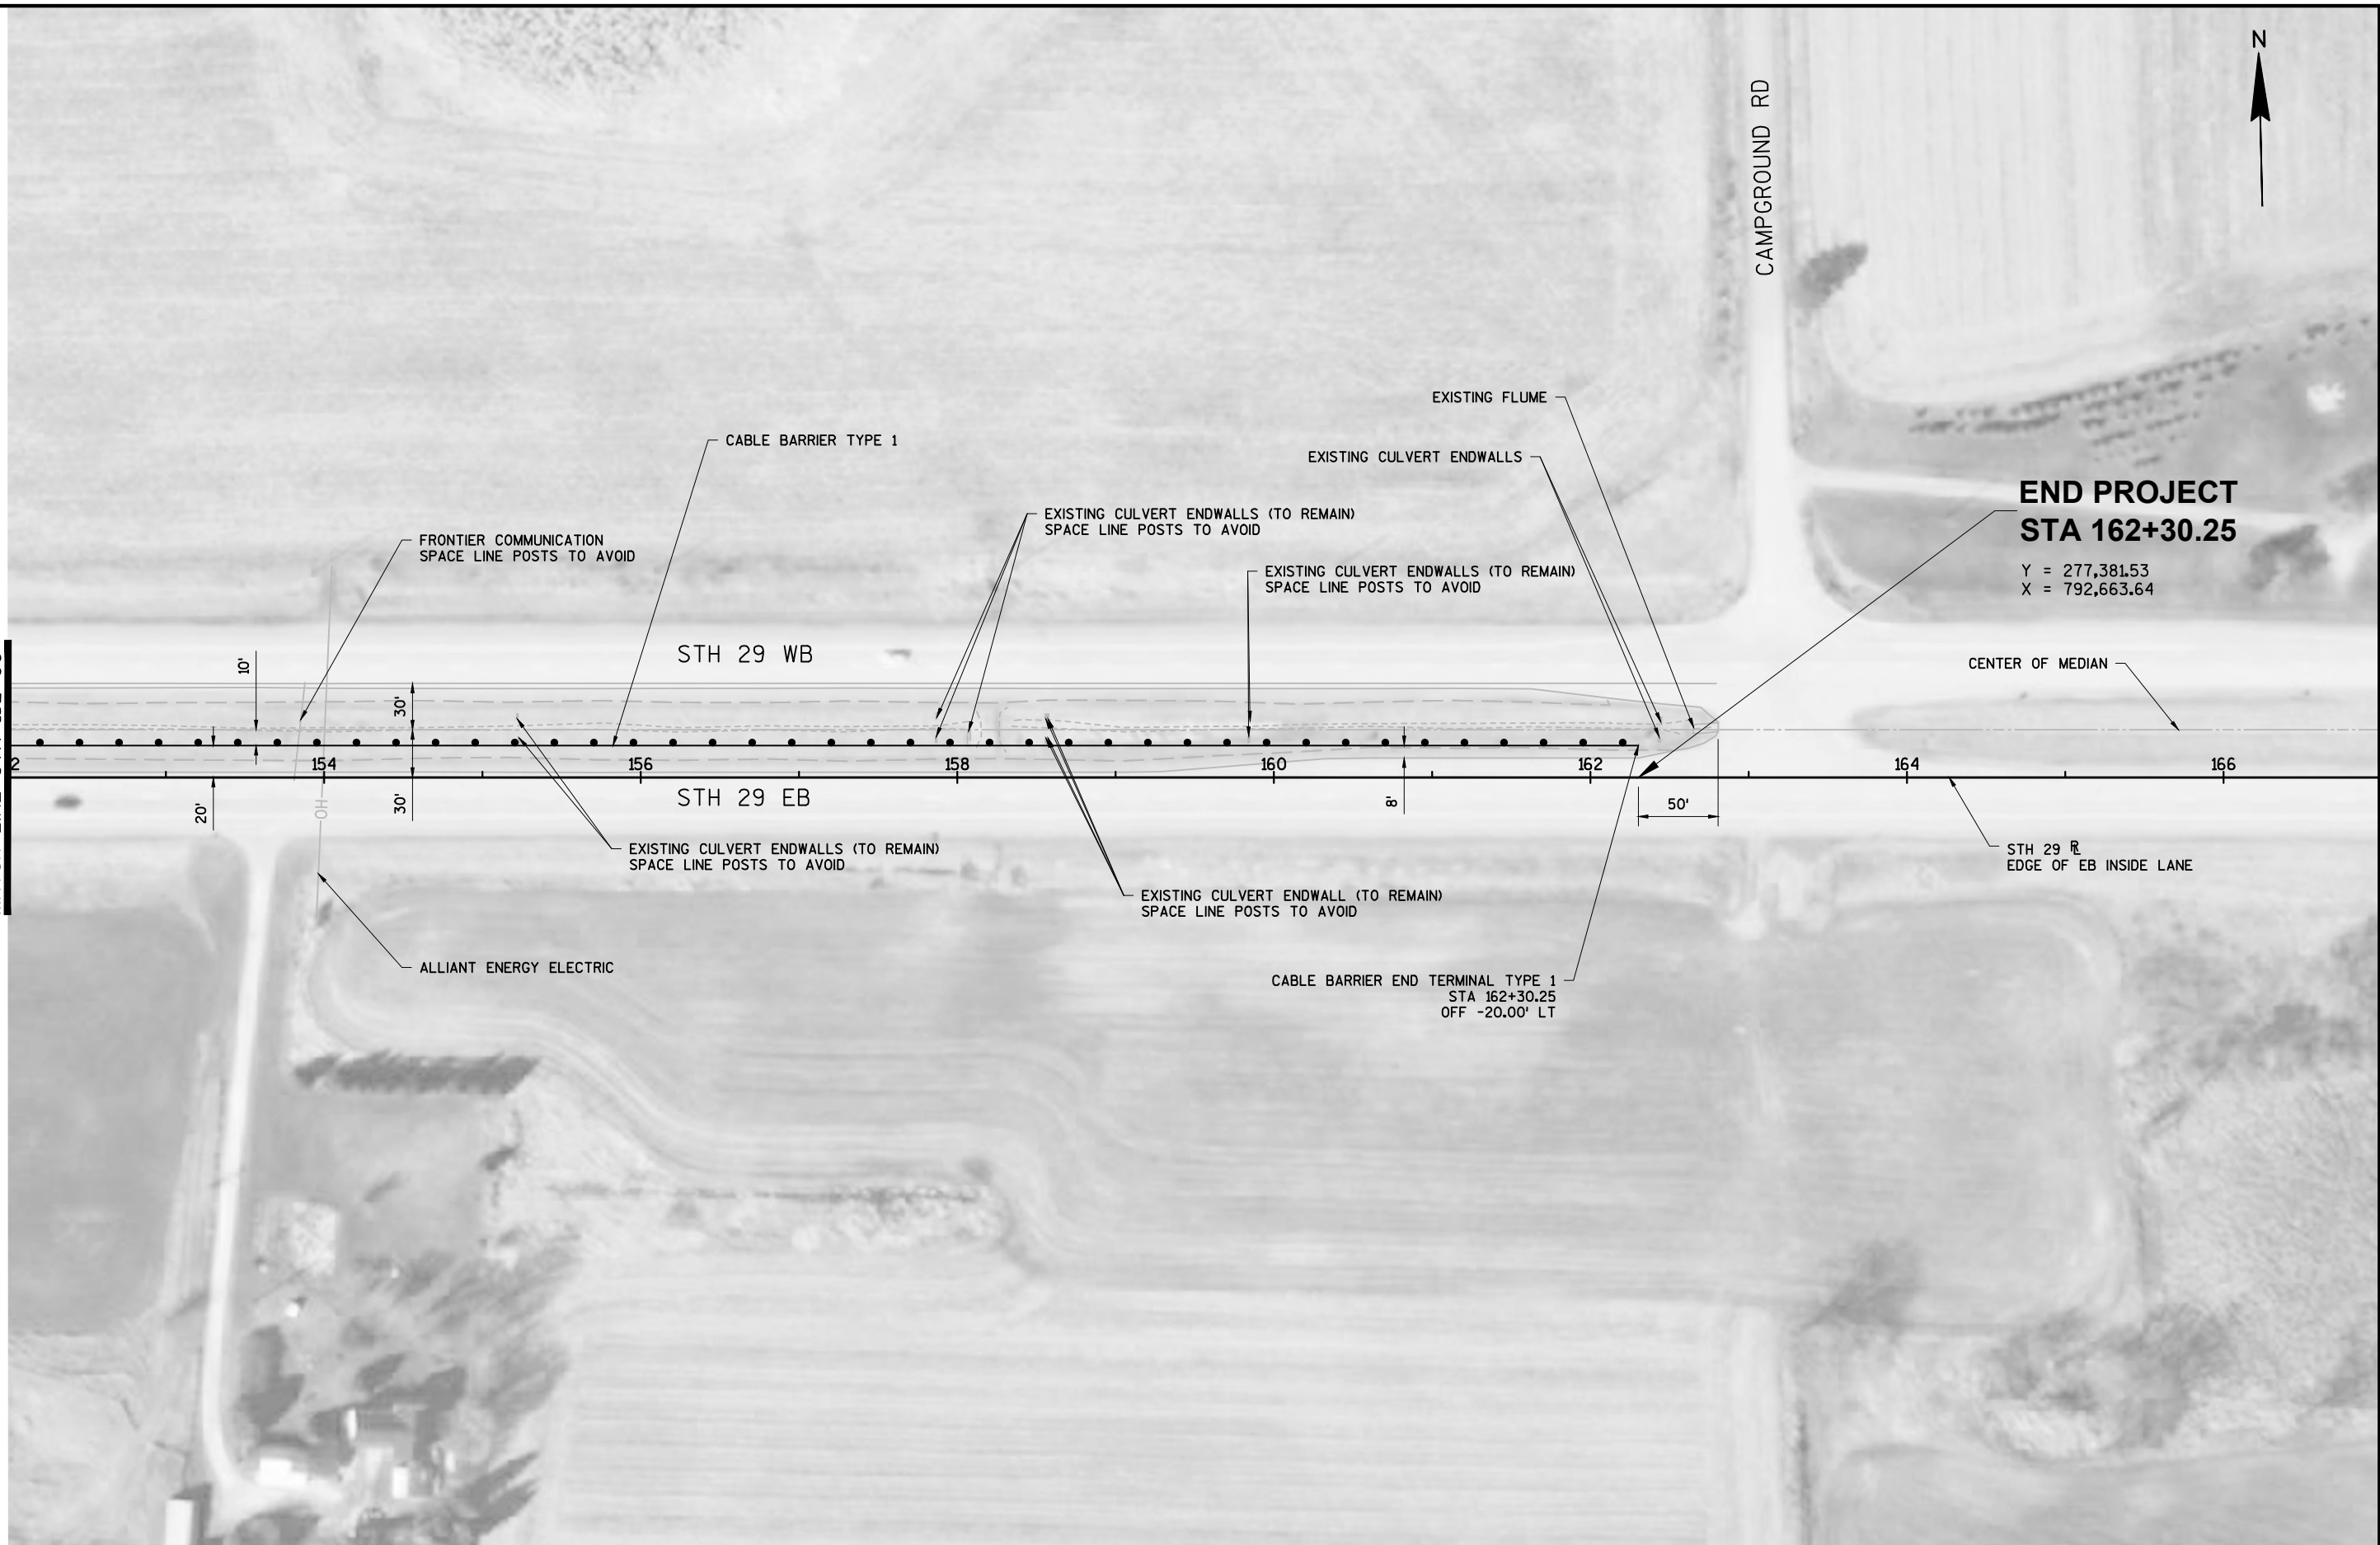 N
CAMPGROUND RD
EXISTING FLUME
CABLE BARRIER TYPE 1
EXISTING CULVERT ENDWALLS
END PROJECT
STA 162+30.25
Y = 277,381.53
X = 792,663.64
EXISTING CULVERT ENDWALLS (TO REMAIN)
SPACE LINE POSTS TO AVOID
FRONTIER COMMUNICATION
SPACE LINE POSTS TO AVOID
EXISTING CULVERT ENDWALLS (TO REMAIN)
SPACE LINE POSTS TO AVOID
STH 29 WB
10'
30'
CENTER OF MEDIAN
2
154
156
158
160
162
164
166
OH
20'
30'
STH 29 EB
8'
50'
EXISTING CULVERT ENDWALLS (TO REMAIN)
SPACE LINE POSTS TO AVOID
STH 29 RL
EDGE OF EB INSIDE LANE
EXISTING CULVERT ENDWALL (TO REMAIN)
SPACE LINE POSTS TO AVOID
ALLIANT ENERGY ELECTRIC
CABLE BARRIER END TERMINAL TYPE 1
STA 162+30.25
OFF -20.00' LT